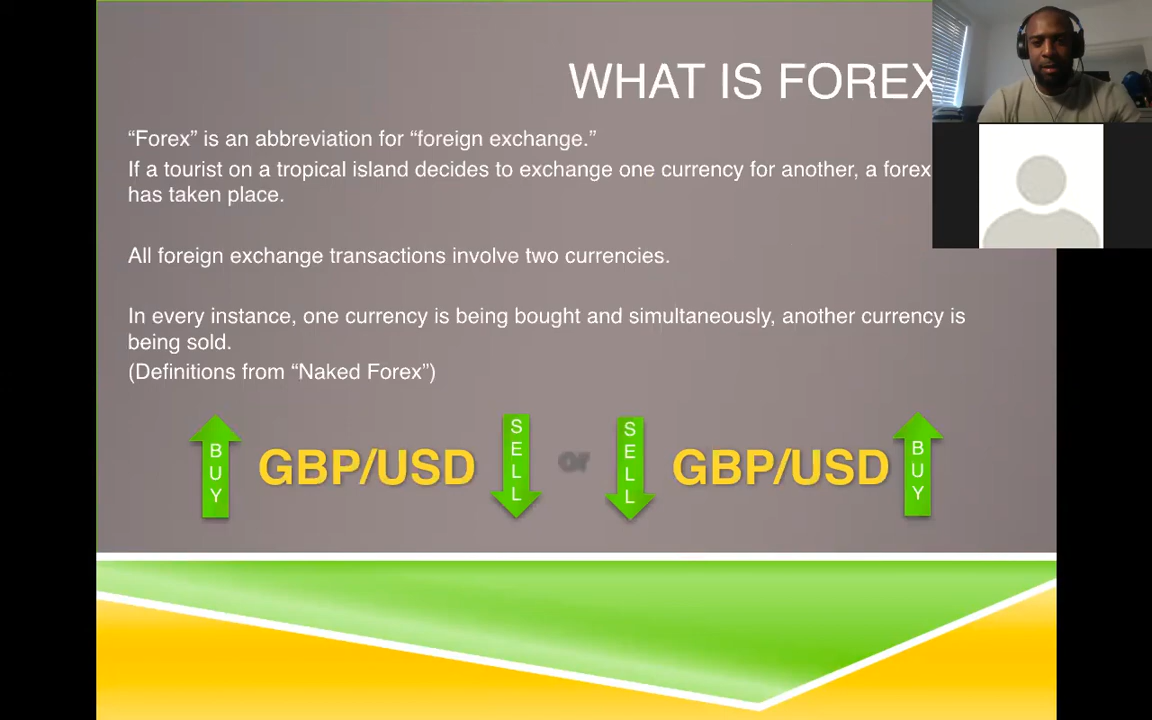 WHAT IS FOREX
“Forex” is an abbreviation for “foreign exchange.”
If a tourist on a tropical island decides to exchange one currency for another, a forex
has taken place.
All foreign exchange transactions involve two currencies.
In every instance, one currency is being bought and simultaneously, another currency is
being sold.
(Definitions from “Naked Forex”)
BUY GBP/USD SELL or SELL GBP/USD BUY